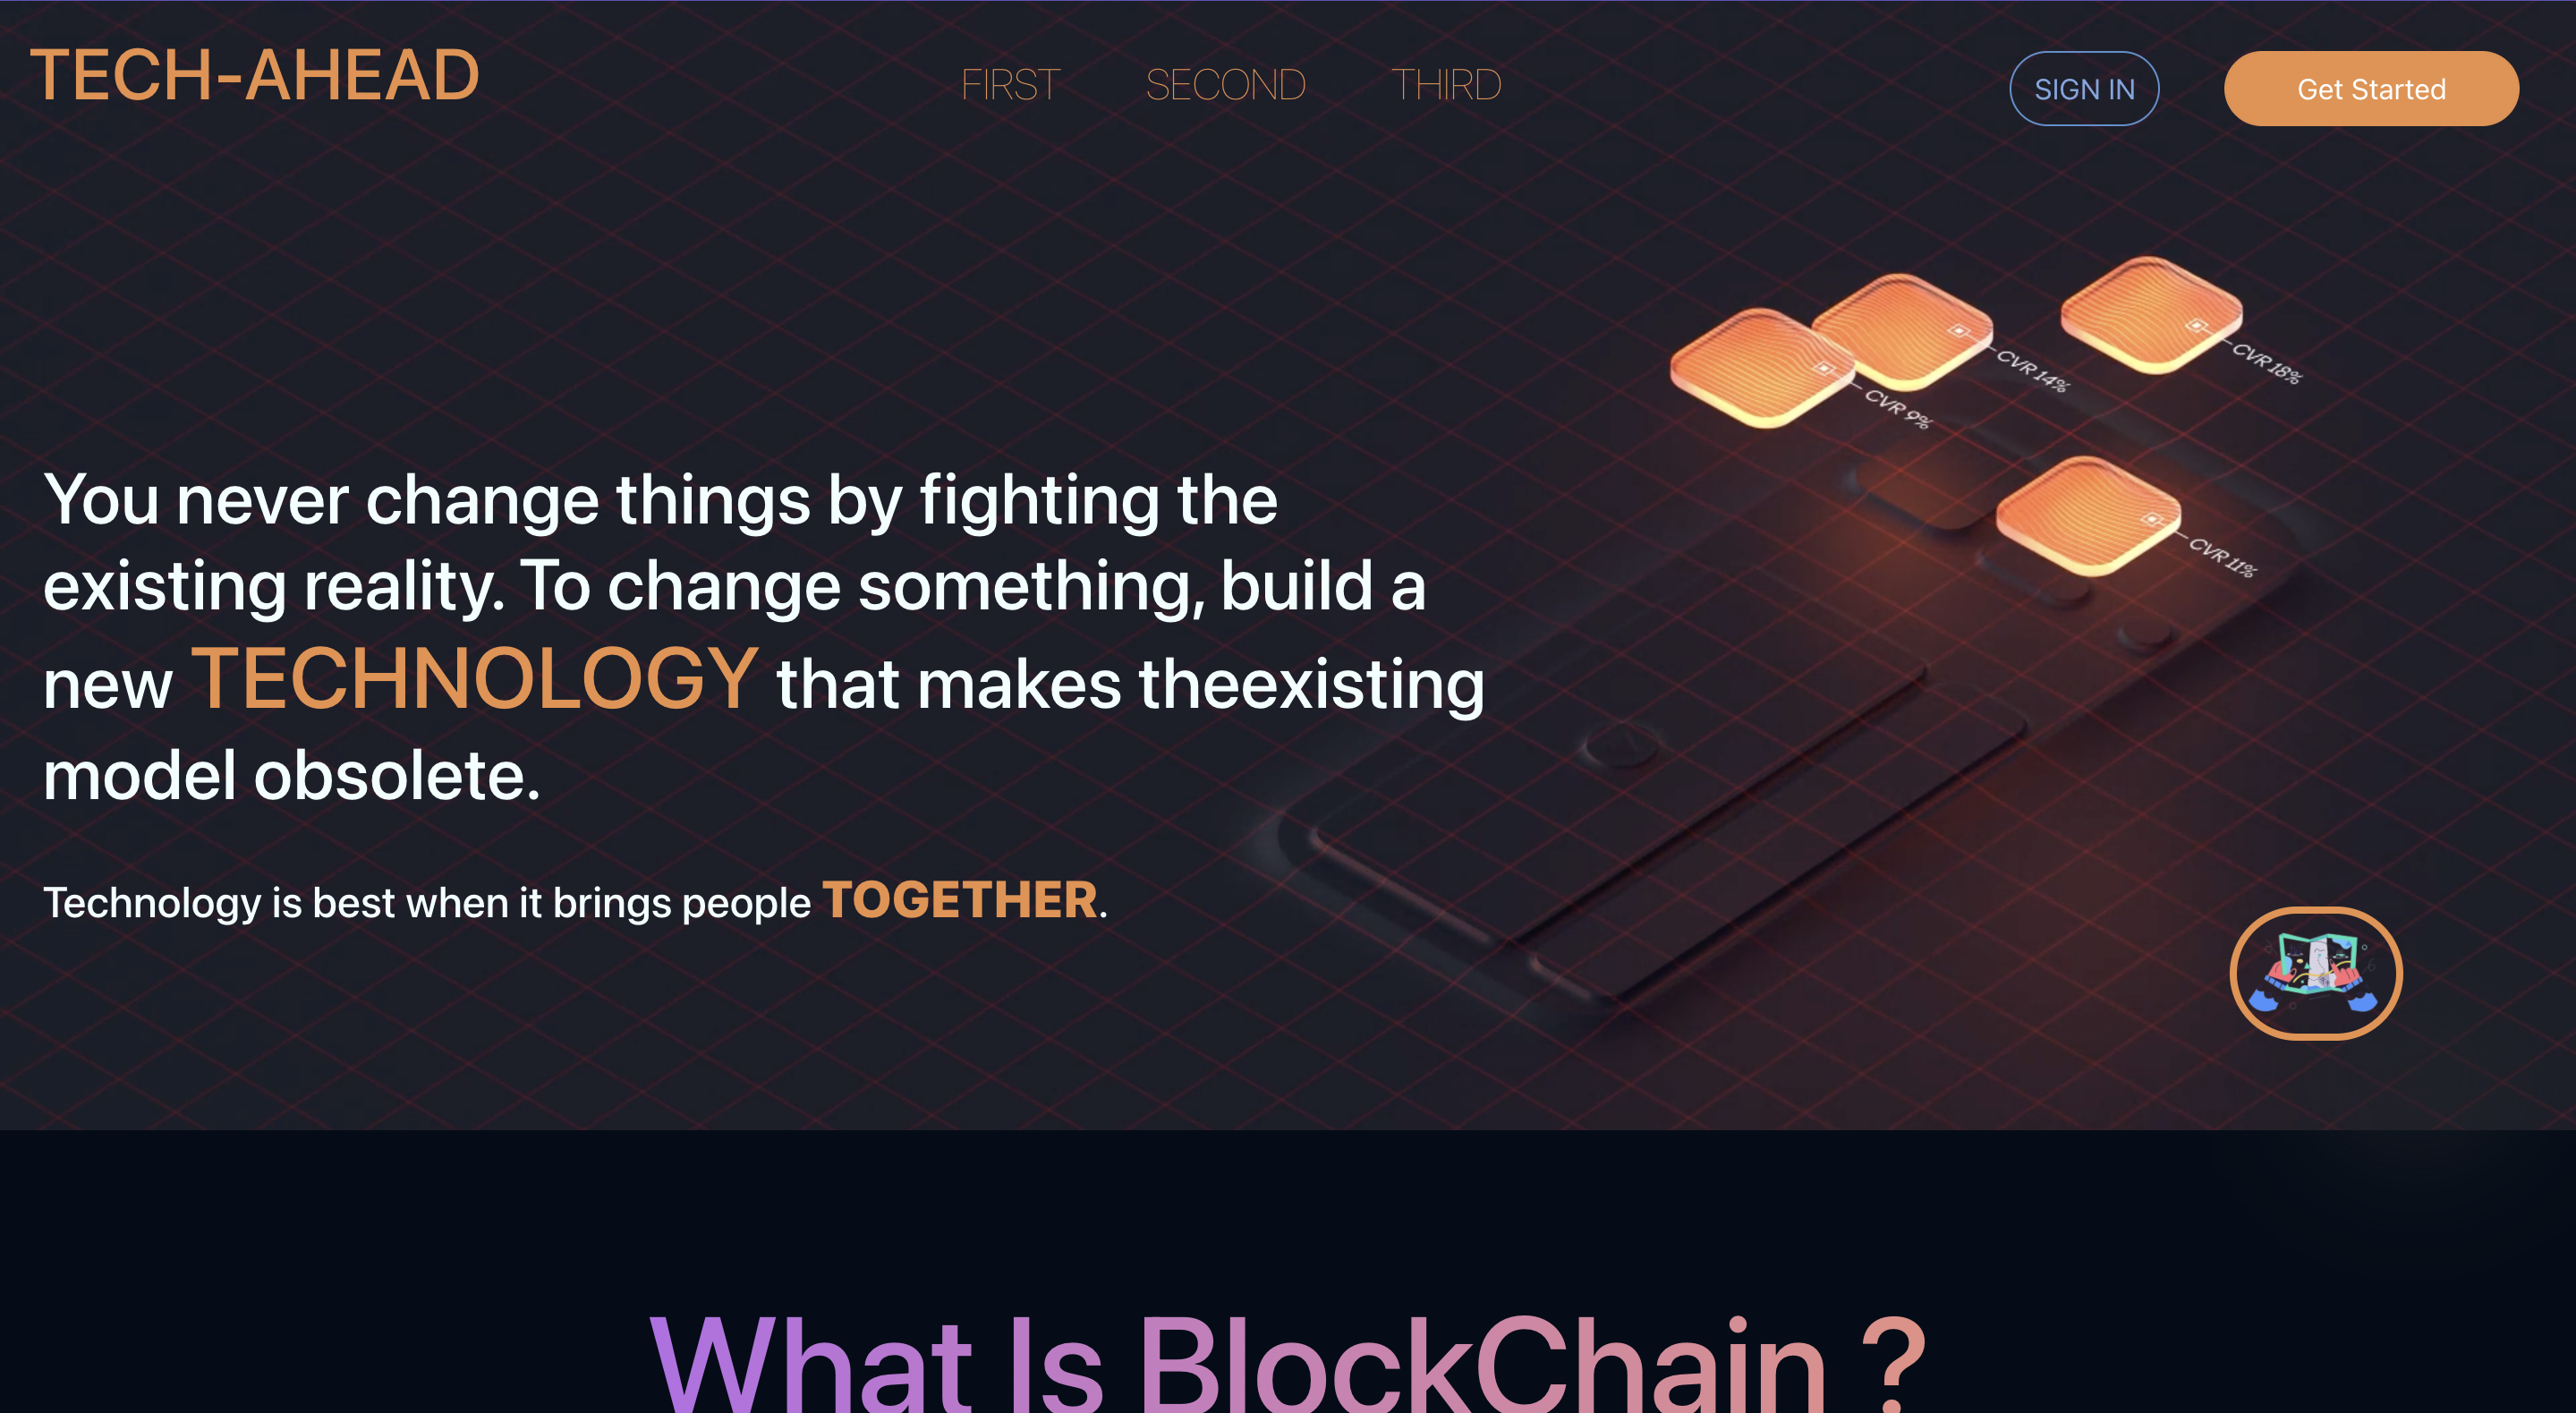 TECH-AHEAD
FIRST
SECOND
THIRD
SIGN IN
Get Started
CVR 9%
CVR 14%
CVR 18%
CVR 11%
You never change things by fighting the
existing reality. To change something, build a
new TECHNOLOGY that makes theexisting
model obsolete.
Technology is best when it brings people TOGETHER.
What Is BlockChain ?